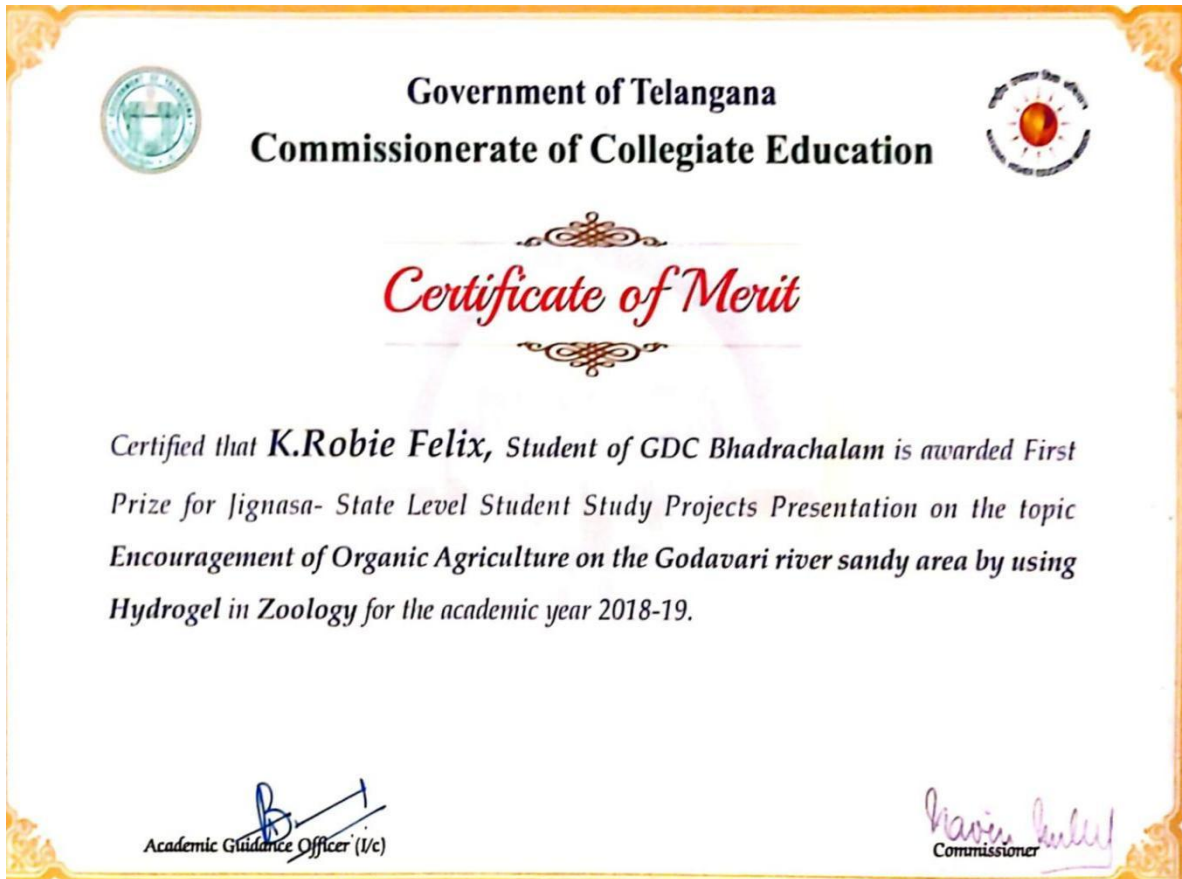 Government of Telangana
Commissionerate of Collegiate Education
Certificate of Merit
Certified that K.Robie Felix, Student of GDC Bhadrachalam is awarded First
Prize for Jignasa- State Level Student Study Projects Presentation on the topic
Encouragement of Organic Agriculture on the Godavari river sandy area by using
Hydrogel in Zoology for the academic year 2018-19.
Academic Guidance Officer (I/c)
Commissioner